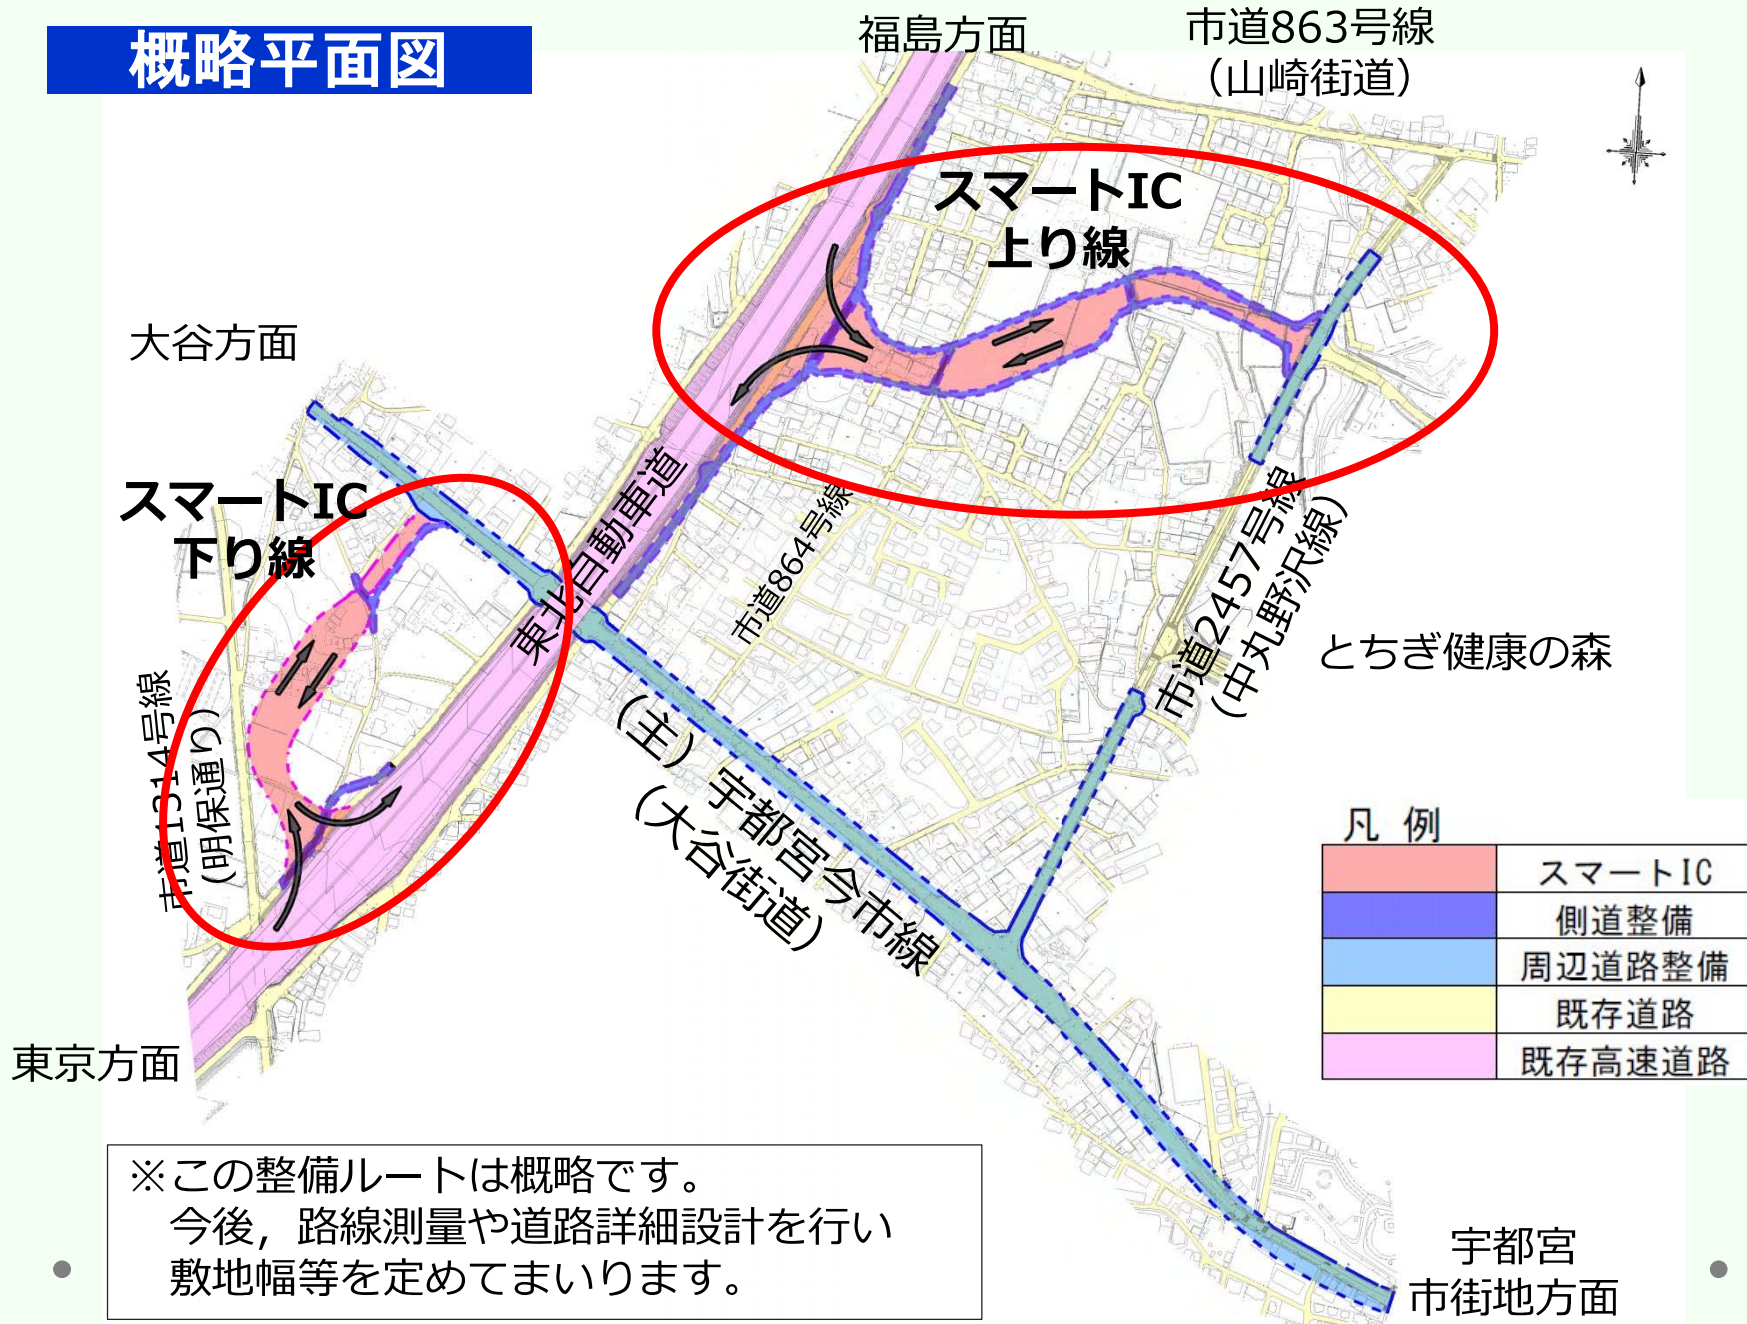 概略平面図
福島方面
市道863号線
（山崎街道）
スマートIC
上り線
大谷方面
スマートIC
下り線
東北自動車道
市道864号線
市道2457号線
（中丸野沢線）
とちぎ健康の森
市道1314号線
（明保通り）
（主）宇都宮今市線
（大谷街道）
東京方面
凡 例
スマートIC
側道整備
周辺道路整備
既存道路
既存高速道路
※この整備ルートは概略です。
今後，路線測量や道路詳細設計を行い
敷地幅等を定めてまいります。
宇都宮
市街地方面